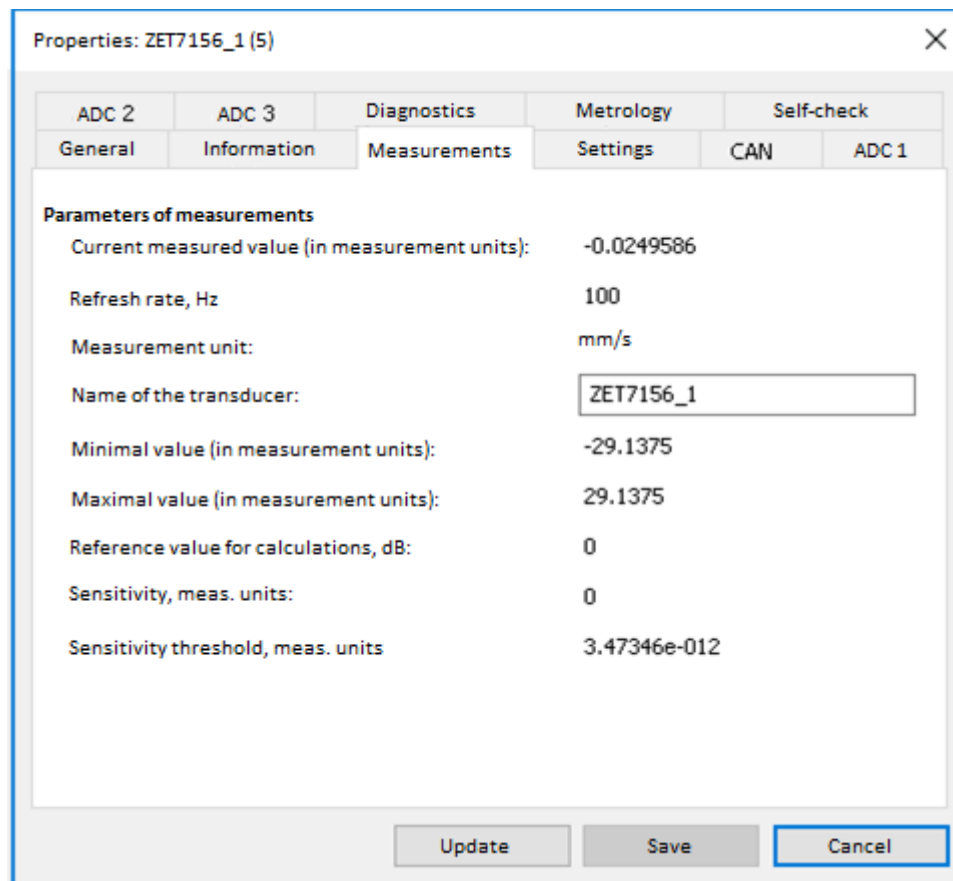 Properties: ZET7156_1 (5)
ADC 2 ADC 3 Diagnostics Metrology Self-check
General Information Measurements Settings CAN ADC 1
Parameters of measurements
Current measured value (in measurement units): -0.0249586
Refresh rate, Hz 100
Measurement unit: mm/s
Name of the transducer: ZET7156_1
Minimal value (in measurement units): -29.1375
Maximal value (in measurement units): 29.1375
Reference value for calculations, dB: 0
Sensitivity, meas. units: 0
Sensitivity threshold, meas. units 3.47346e-012
Update Save Cancel